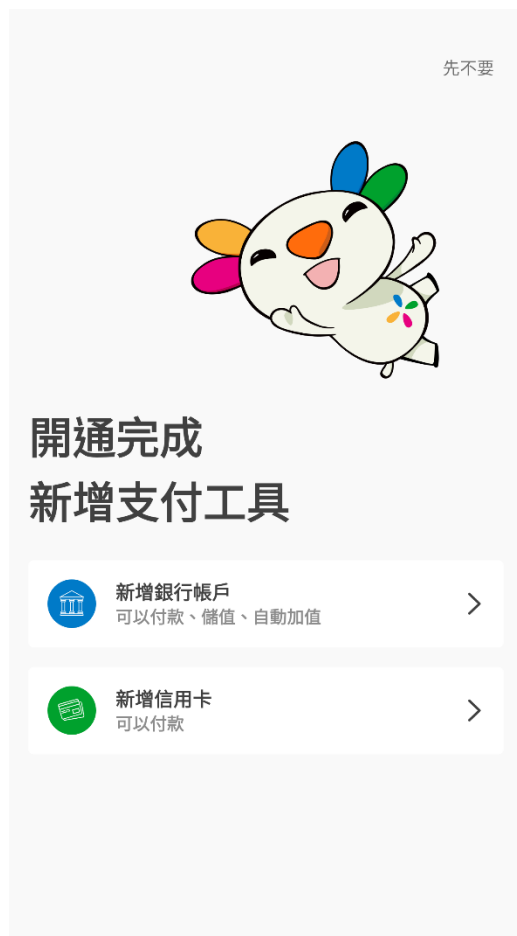 先不要
開通完成
新增支付工具
新增銀行帳戶
可以付款、儲值、自動加值
新增信用卡
可以付款